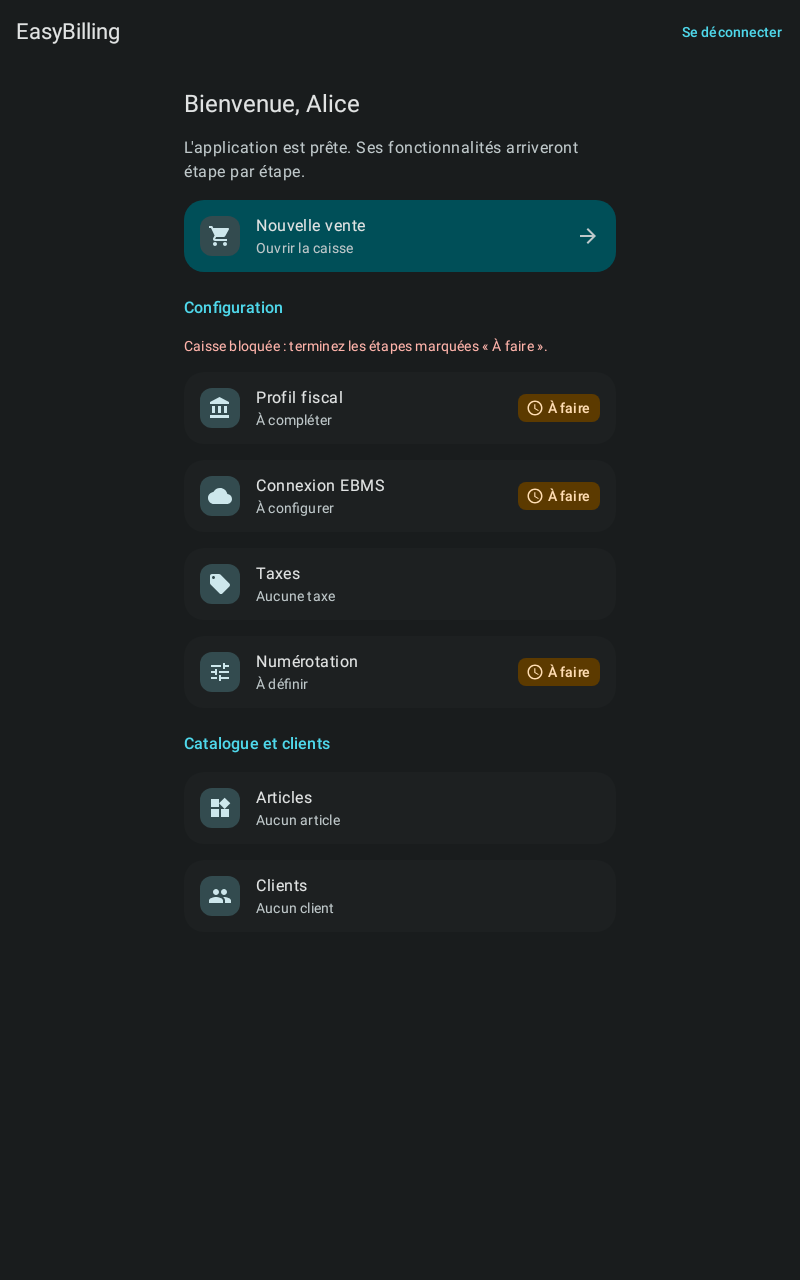 EasyBilling
Se déconnecter
Bienvenue, Alice
L'application est prête. Ses fonctionnalités arriveront
étape par étape.
Nouvelle vente
Ouvrir la caisse
Configuration
Caisse bloquée : terminez les étapes marquées « À faire ».
Profil fiscal
À compléter
À faire
Connexion EBMS
À configurer
À faire
Taxes
Aucune taxe
Numérotation
À définir
À faire
Catalogue et clients
Articles
Aucun article
Clients
Aucun client